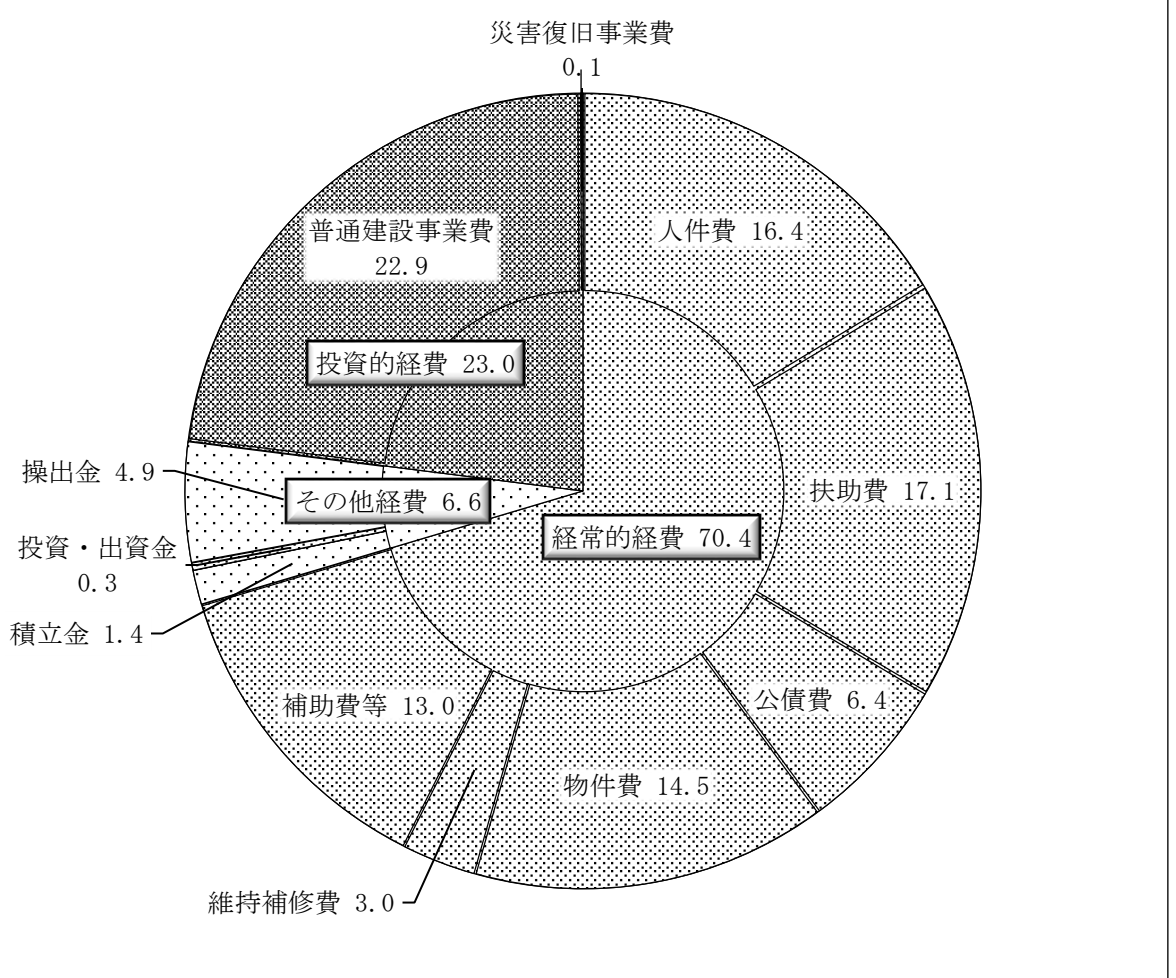 災害復旧事業費
0.1
人件費 16.4
普通建設事業費
22.9
投資的経費 23.0
操出金 4.9
その他経費 6.6
扶助費 17.1
経常的経費 70.4
投資・出資金
0.3
積立金 1.4
補助費等 13.0
公債費 6.4
物件費 14.5
維持補修費 3.0